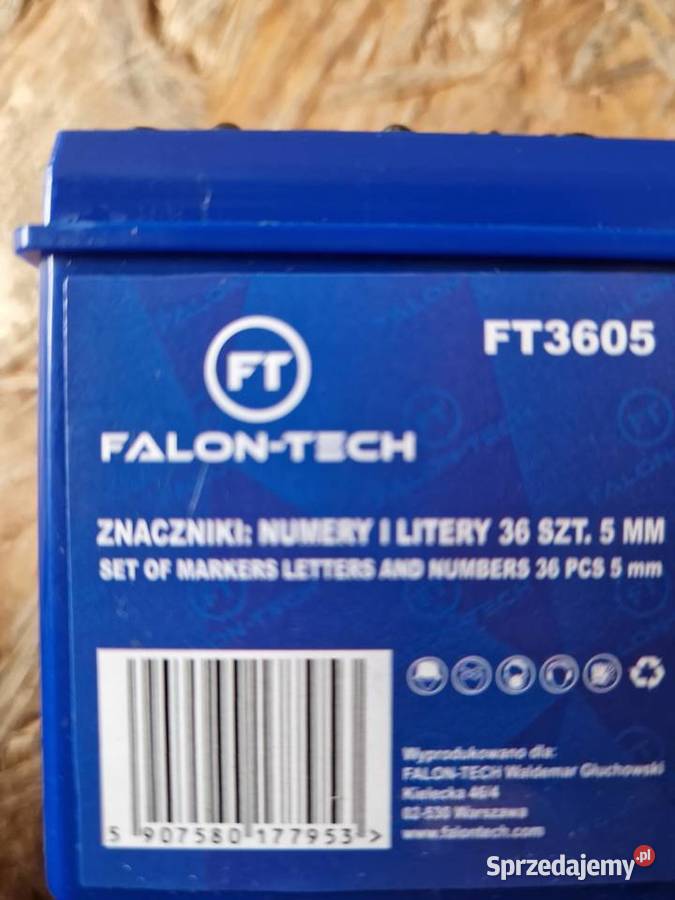 FT
FT3605
FALON-TECH
ZNACZNIKI: NUMERY I LITERY 36 SZT. 5 MM
SET OF MARKERS LETTERS AND NUMBERS 36 PCS 5 mm
5 907580 177953 >
Wyprodukowano dla:
FALON-TECH Waldemar Głuchowski
Kielecka 46/4
02-530 Warszawa
www.falontech.com
Sprzedajemy.pl